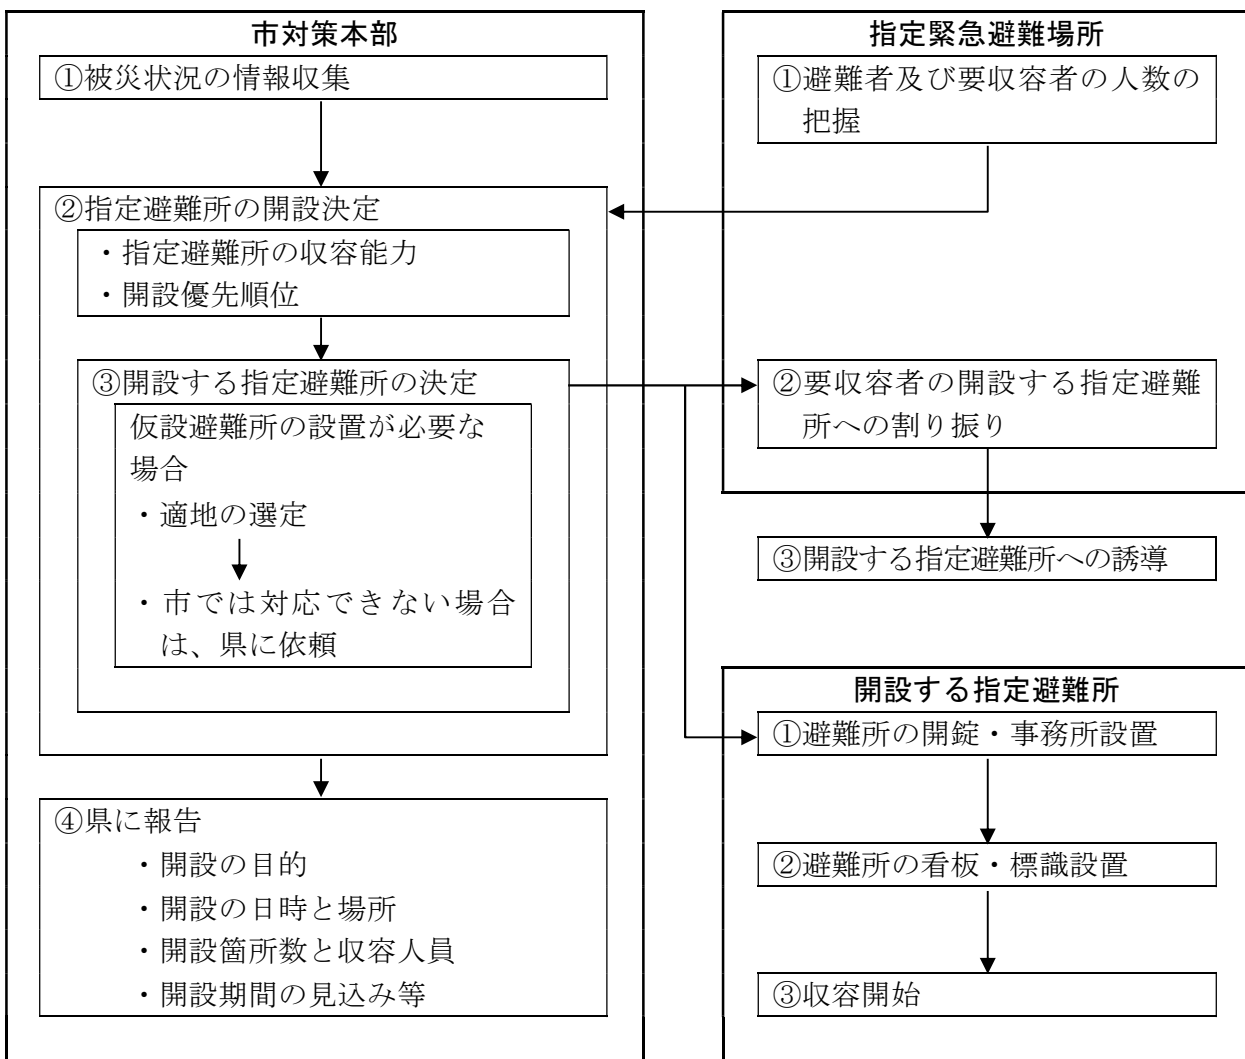 市対策本部
①被災状況の情報収集
②指定避難所の開設決定
・指定避難所の収容能力
・開設優先順位
③開設する指定避難所の決定
仮設避難所の設置が必要な
場合
・適地の選定
・市では対応できない場合
は、県に依頼
④県に報告
・開設の目的
・開設の日時と場所
・開設箇所数と収容人員
・開設期間の見込み等
指定緊急避難場所
①避難者及び要収容者の人数の
把握
②要収容者の開設する指定避難
所への割り振り
③開設する指定避難所への誘導
開設する指定避難所
①避難所の開錠・事務所設置
②避難所の看板・標識設置
③収容開始